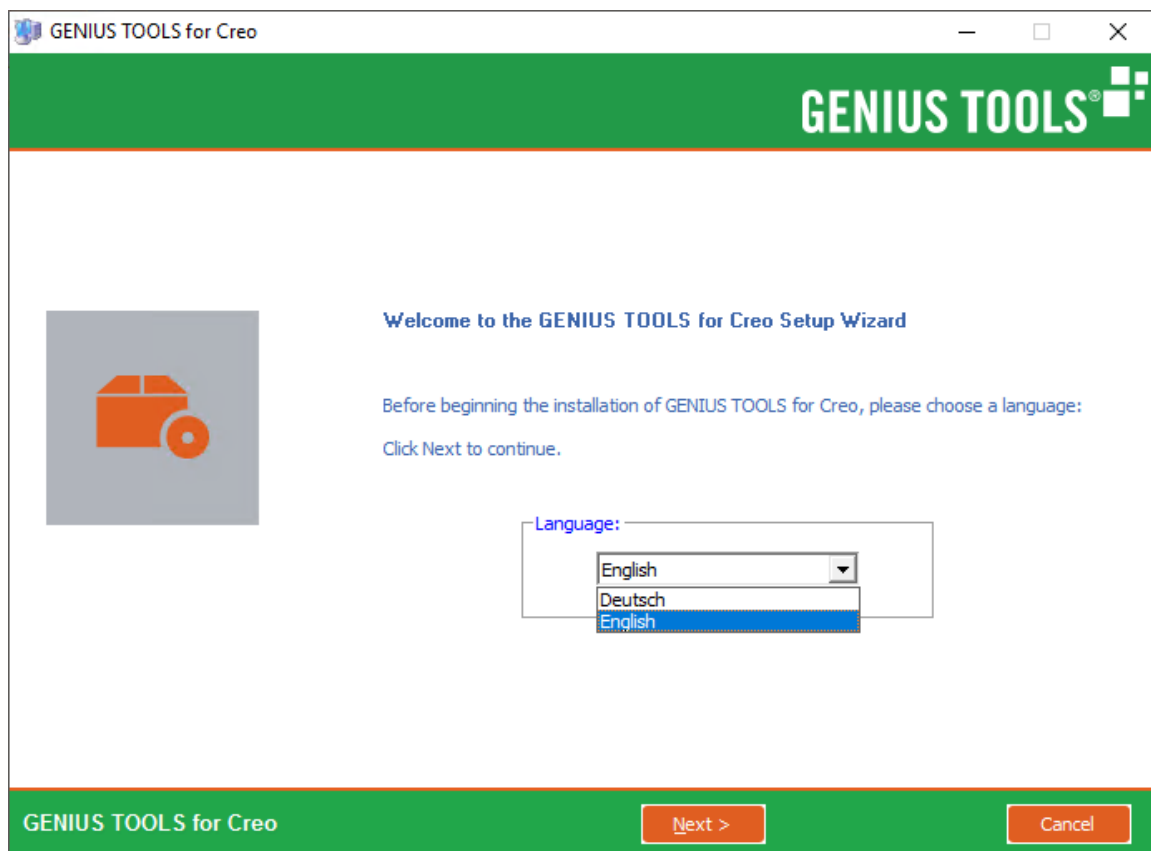 GENIUS TOOLS for Creo
GENIUS TOOLS®
Welcome to the GENIUS TOOLS for Creo Setup Wizard
Before beginning the installation of GENIUS TOOLS for Creo, please choose a language:
Click Next to continue.
Language:
English
Deutsch
English
GENIUS TOOLS for Creo
Next >
Cancel